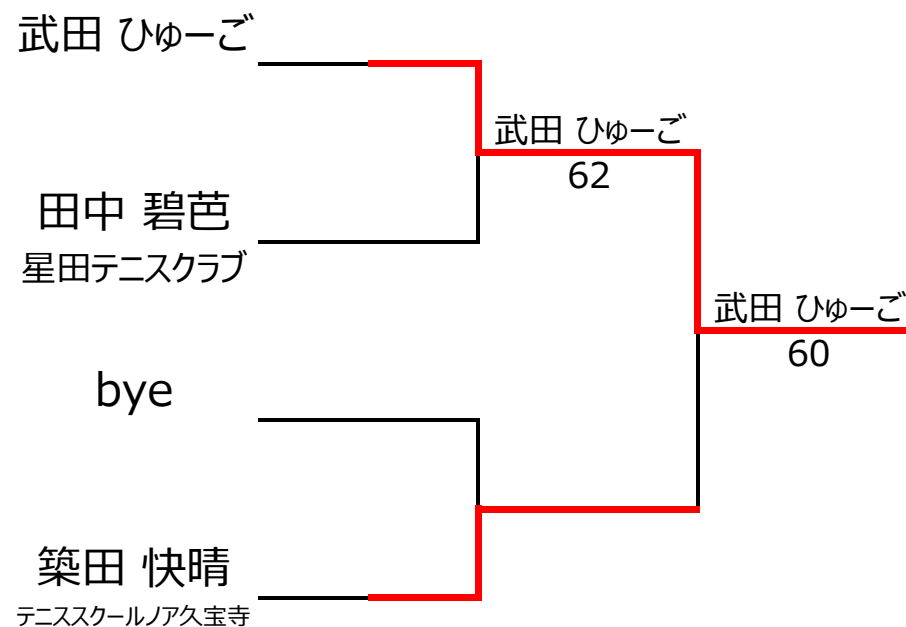 武田 ひゅーご
武田 ひゅーご
62
田中 碧芭
星田テニスクラブ
武田 ひゅーご
60
bye
築田 快晴
テニススクールノア久宝寺